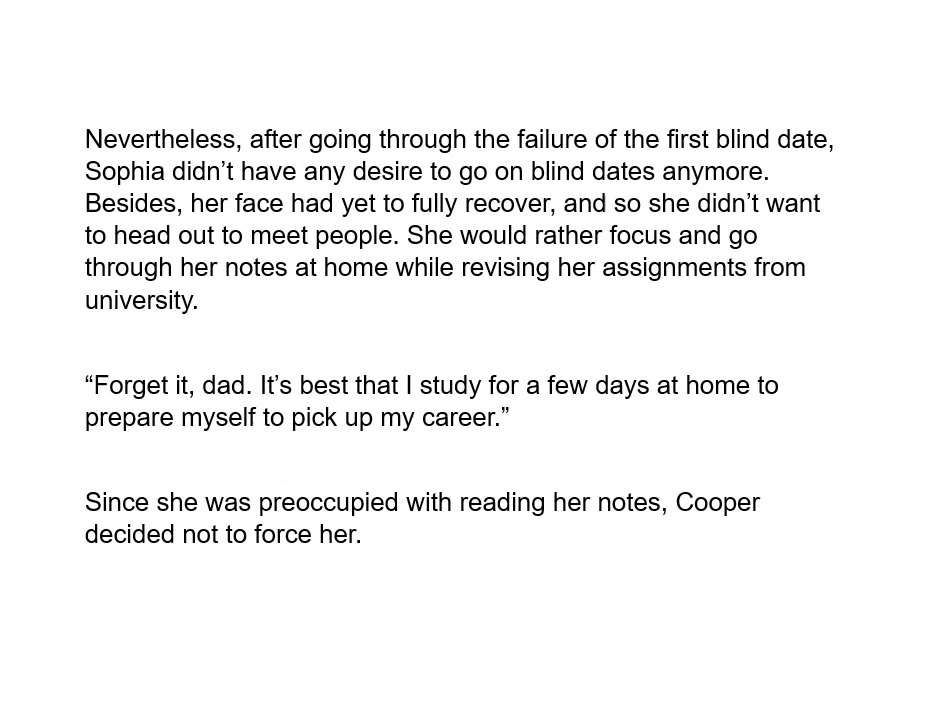 Nevertheless, after going through the failure of the first blind date,
Sophia didn’t have any desire to go on blind dates anymore.
Besides, her face had yet to fully recover, and so she didn’t want
to head out to meet people. She would rather focus and go
through her notes at home while revising her assignments from
university.
“Forget it, dad. It’s best that I study for a few days at home to
prepare myself to pick up my career.”
Since she was preoccupied with reading her notes, Cooper
decided not to force her.